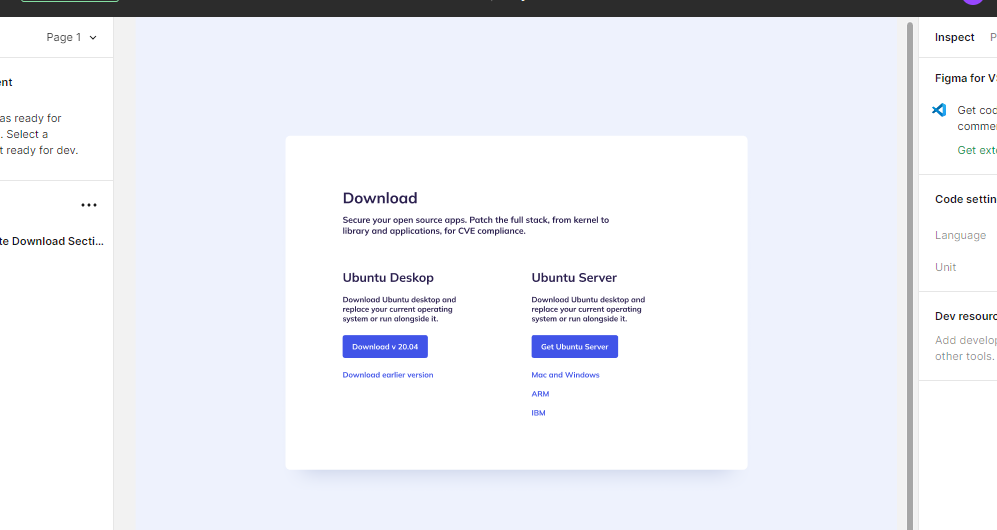 Page 1
Inspect
P
ent
Figma for VS
as ready for
. Select a
t ready for dev.
Get cod
commen
Get exte
te Download Secti...
Code settin
Language
Unit
Dev resourc
Add develop
other tools.
Download
Secure your open source apps. Patch the full stack, from kernel to
library and applications, for CVE compliance.
Ubuntu Deskop
Download Ubuntu desktop and
replace your current operating
system or run alongside it.
Download v 20.04
Download earlier version
Ubuntu Server
Download Ubuntu desktop and
replace your current operating
system or run alongside it.
Get Ubuntu Server
Mac and Windows
ARM
IBM